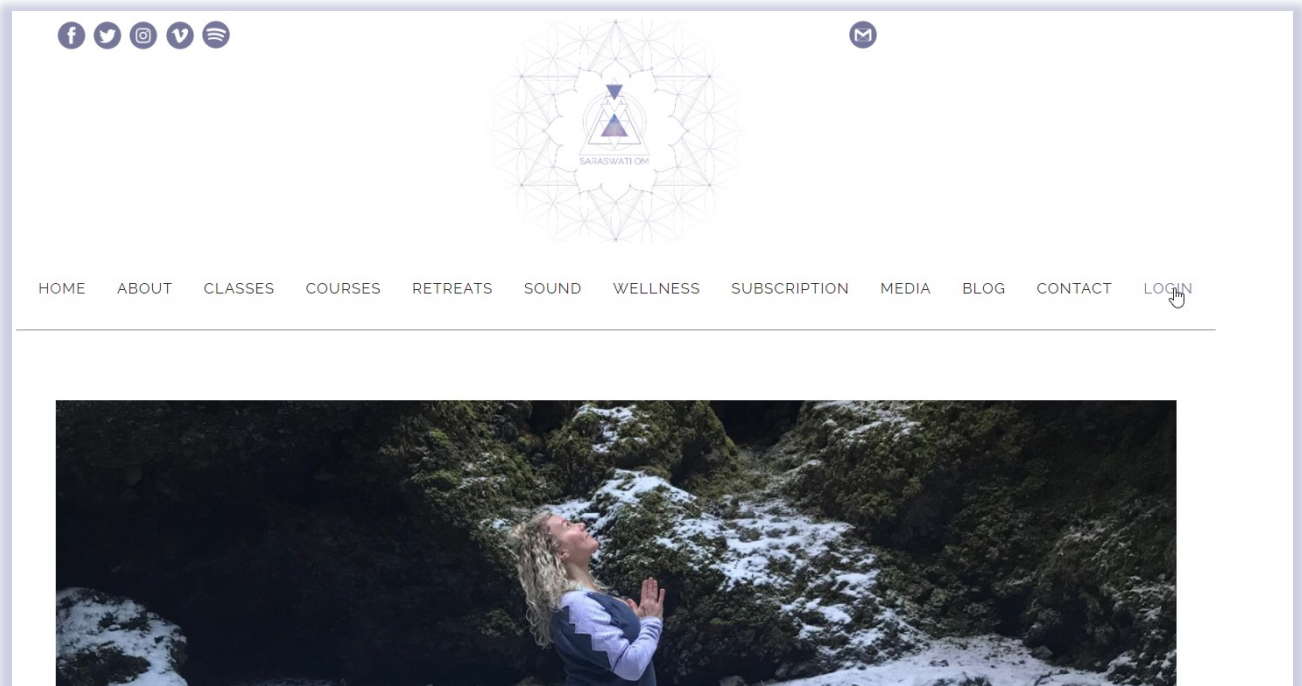 SARASWATI OM
HOME ABOUT CLASSES COURSES RETREATS SOUND WELLNESS SUBSCRIPTION MEDIA BLOG CONTACT LOGIN